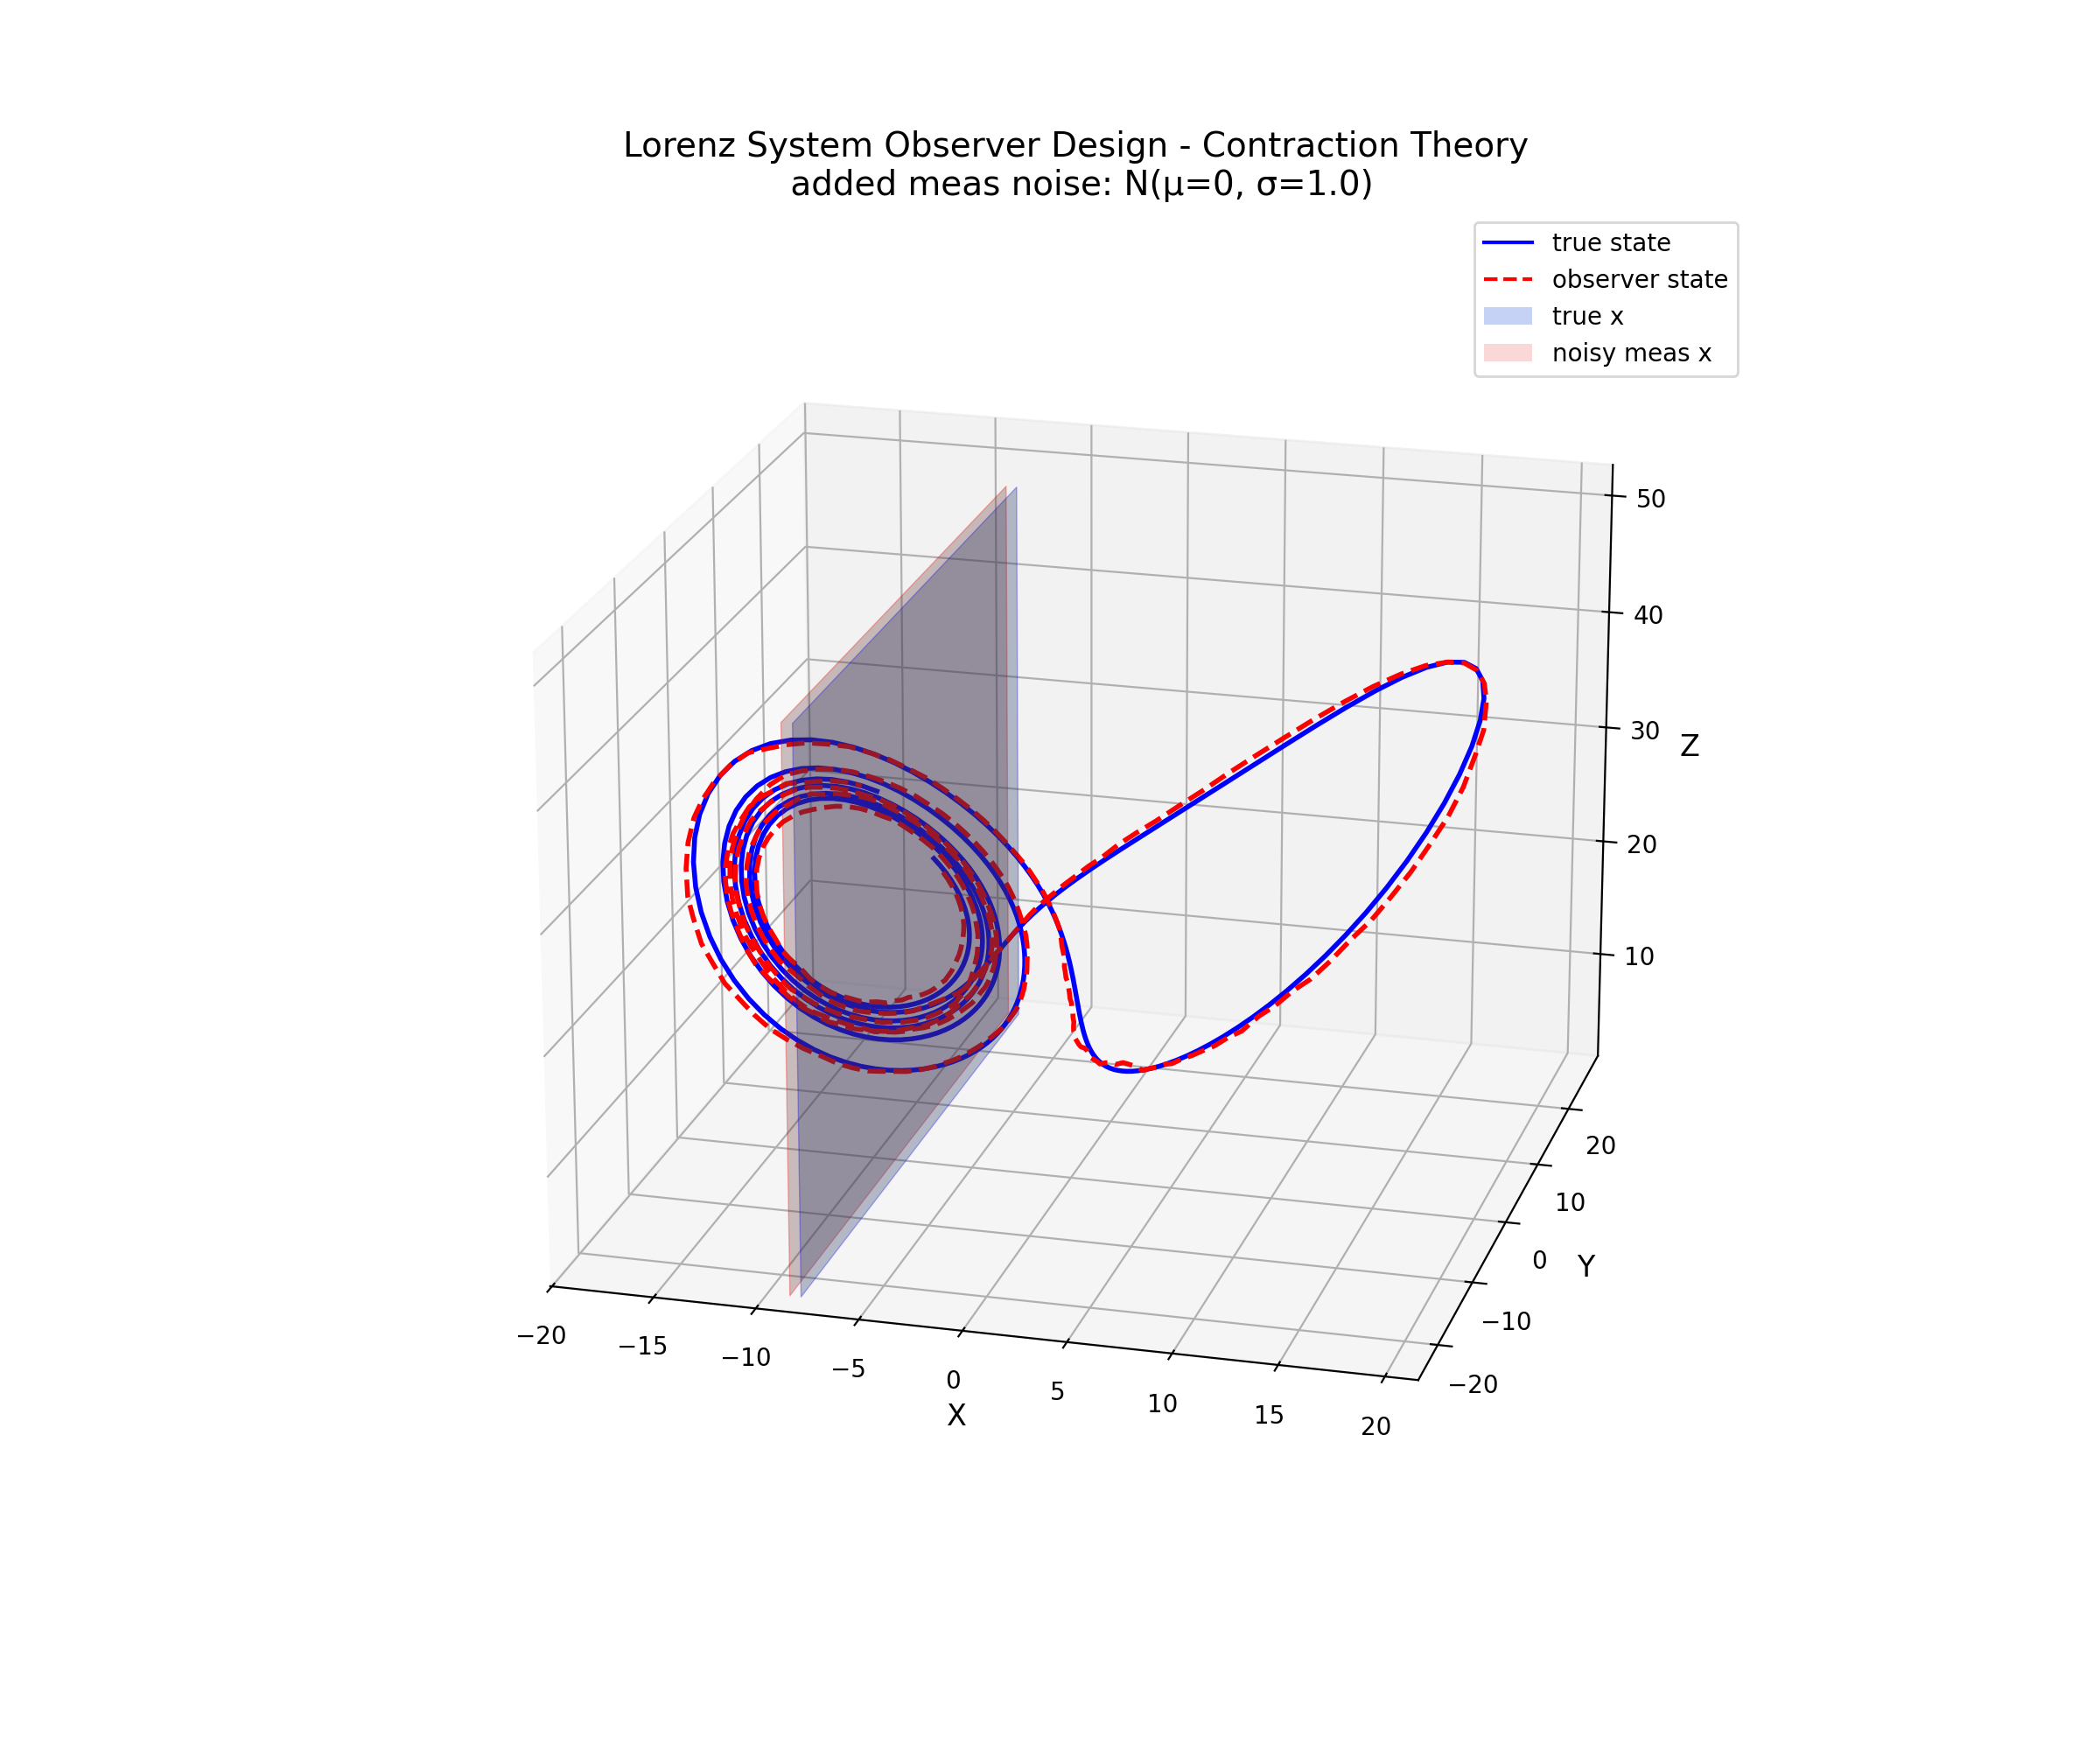 Lorenz System Observer Design - Contraction Theory
added meas noise: N(μ=0, σ=1.0)
true state
observer state
true x
noisy meas x
50
40
30
20
10
Z
20
10
0
−10
−20
Y
−20
−15
−10
−5
0
5
10
15
20
X